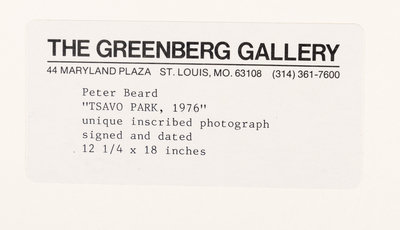 THE GREENBERG GALLERY
44 MARYLAND PLAZA ST. LOUIS, MO. 63108 (314) 361-7600
Peter Beard
"TSAVO PARK, 1976"
unique inscribed photograph
signed and dated
12 1/4 x 18 inches